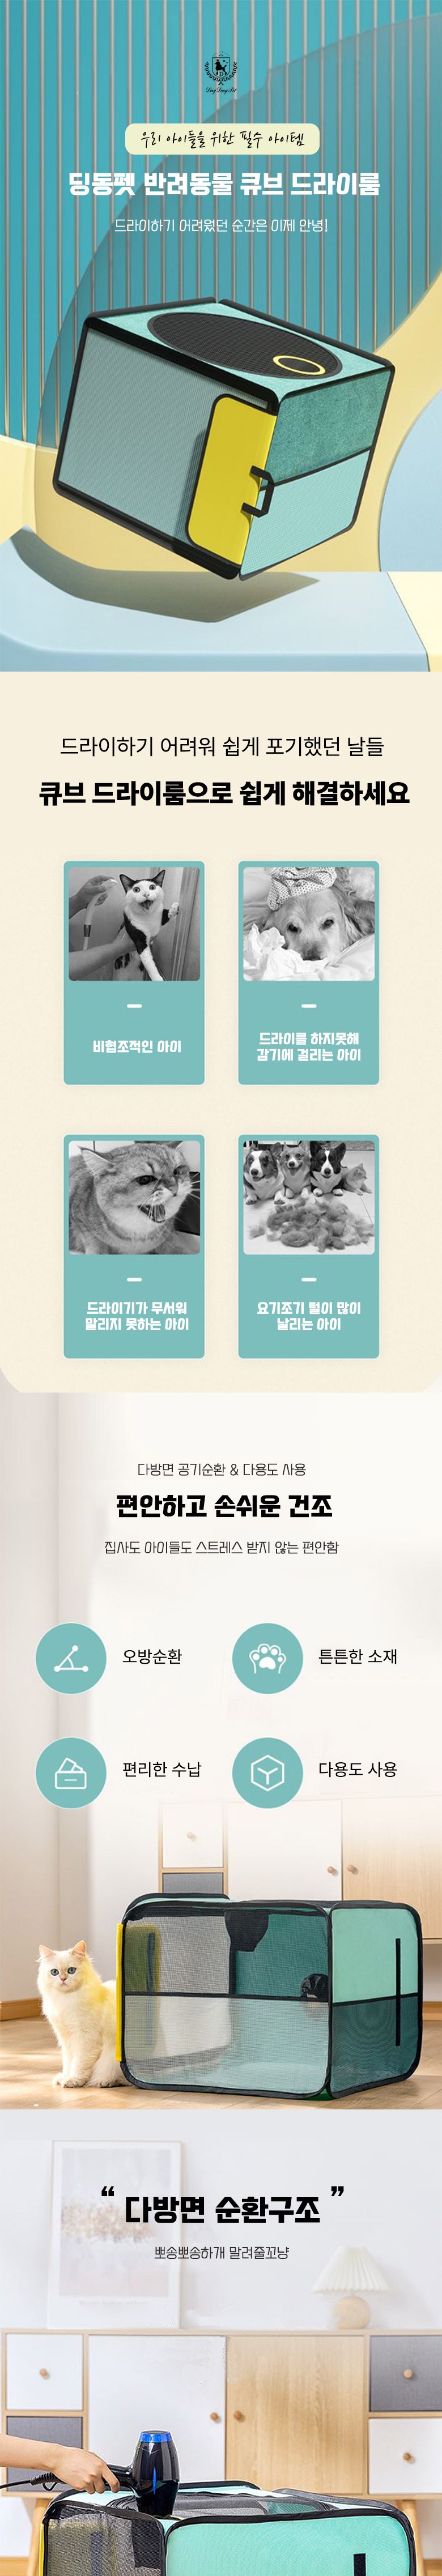 Ding Dong Pet
우리 아이들을 위한 필수 아이템
딩동펫 반려동물 큐브 드라이룸
드라이하기 어려웠던 순간은 이제 안녕!
드라이하기 어려워 쉽게 포기했던 날들
큐브 드라이룸으로 쉽게 해결하세요
비협조적인 아이
드라이를 하지못해
감기에 걸리는 아이
드라이기가 무서워
말리지 못하는 아이
요기조기 털이 많이
날리는 아이
다방면 공기순환 & 다용도 사용
편안하고 손쉬운 건조
집사도 아이들도 스트레스 받지 않는 편안함
오방순환
튼튼한 소재
편리한 수납
다용도 사용
“ 다방면 순환구조 ”
뽀송뽀송하개 말려줄꼬냥